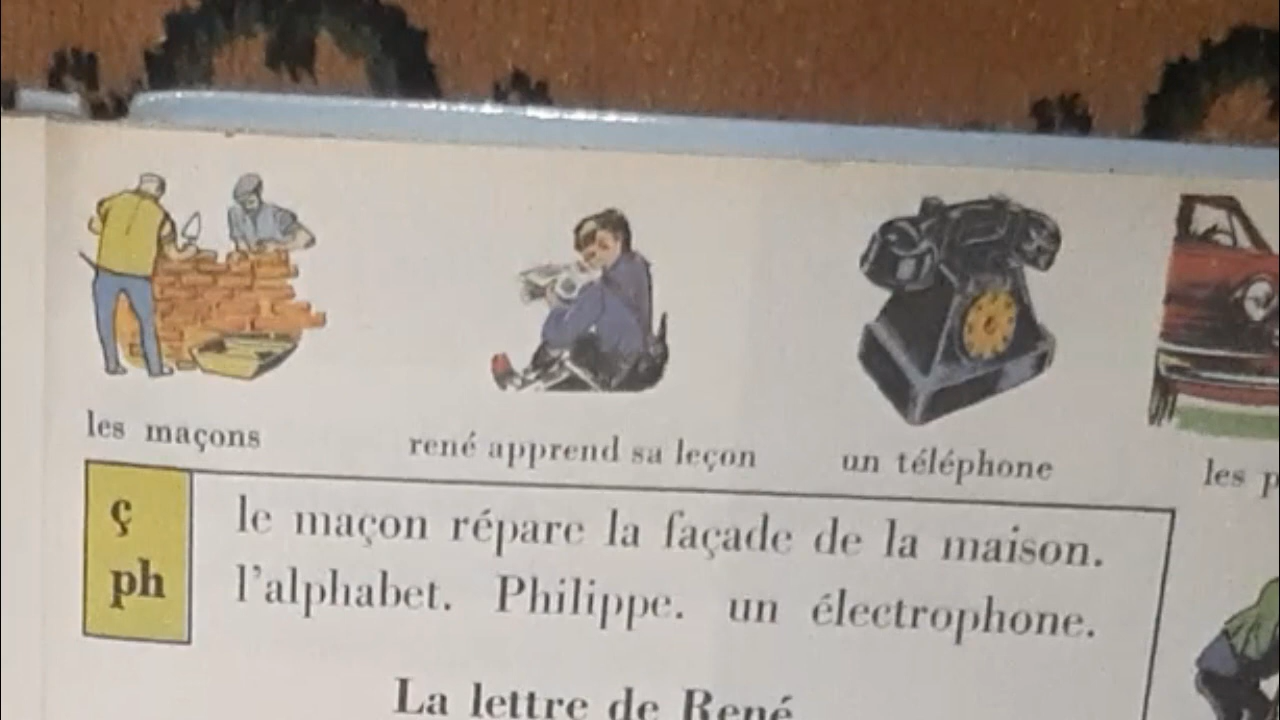 les maçons
rené apprend sa leçon
un téléphone
les
ç
le maçon répare la façade de la maison.
ph
l'alphabet. Philippe. un électrophone.
La lettre de René